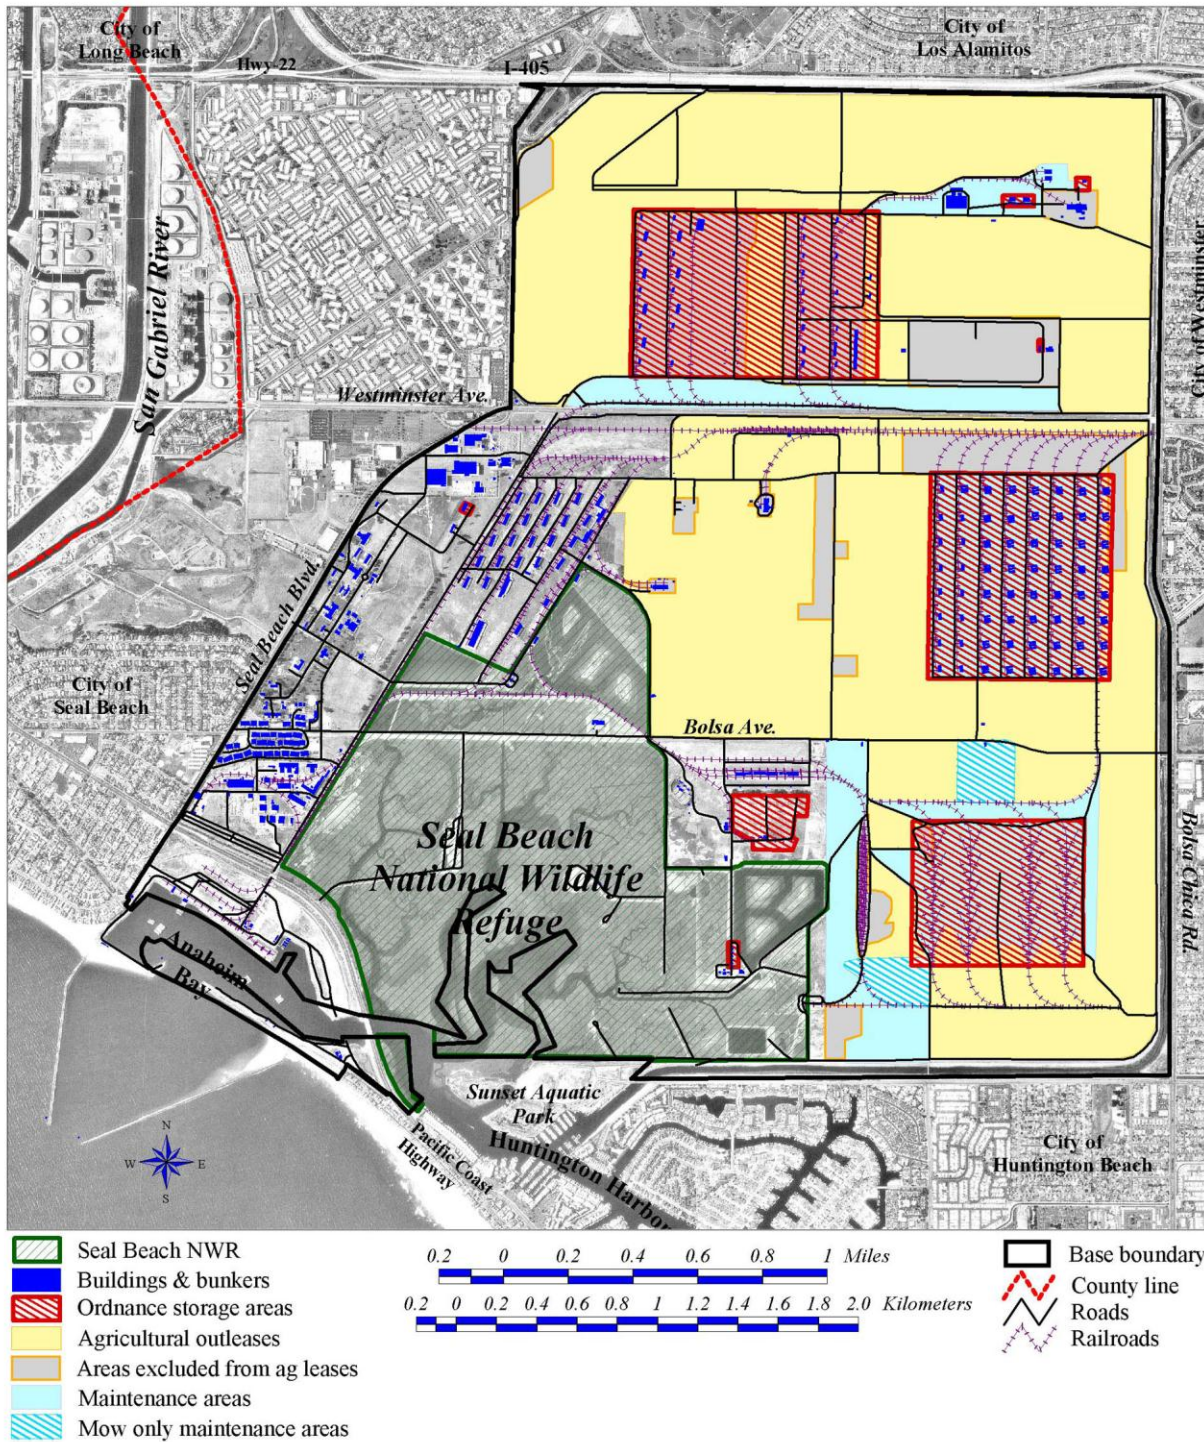 City of
Long Beach
City of
Los Alamitos
Hwy-22
I-405
San Gabriel River
City of Westminster
Westminster Ave.
Seal Beach Blvd.
City of
Seal Beach
Bolsa Ave.
Seal Beach
National Wildlife
Refuge
Bolsa Chica Rd.
Anaheim
Bay
Sunset Aquatic
Park
Pacific Coast
Highway
Huntington Harbor
City of
Huntington Beach
N
W
E
S
Seal Beach NWR
Buildings & bunkers
Ordnance storage areas
Agricultural outleases
Areas excluded from ag leases
Maintenance areas
Mow only maintenance areas
0.2 0 0.2 0.4 0.6 0.8 1 Miles
0.2 0 0.2 0.4 0.6 0.8 1 1.2 1.4 1.6 1.8 2.0 Kilometers
Base boundary
County line
Roads
Railroads